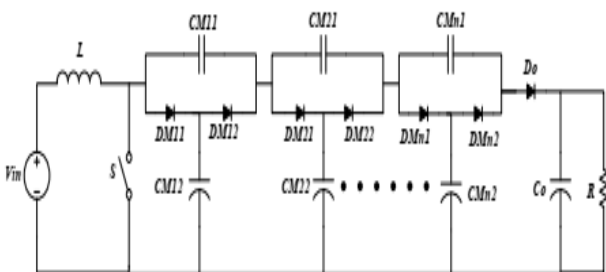 CM11
CM21
CMn1
L
Do
DM11
DM12
DM21
DM22
DMn1
DMn2
Vin
S
CM12
CM22
CMn2
Co
R